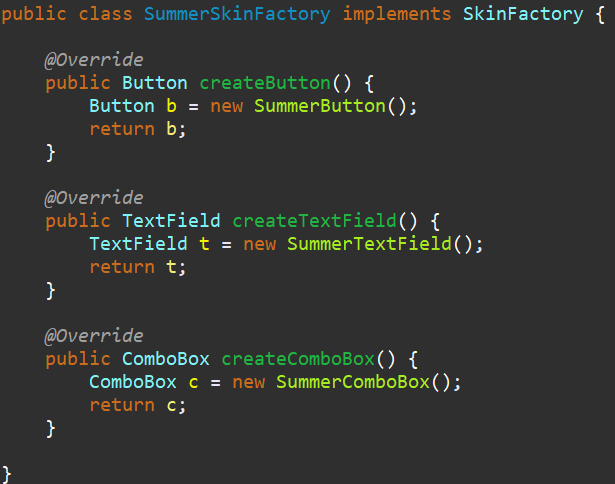 public class SummerSkinFactory implements SkinFactory {
@Override
public Button createButton() {
Button b = new SummerButton();
return b;
}
@Override
public TextField createTextField() {
TextField t = new SummerTextField();
return t;
}
@Override
public ComboBox createComboBox() {
ComboBox c = new SummerComboBox();
return c;
}
}